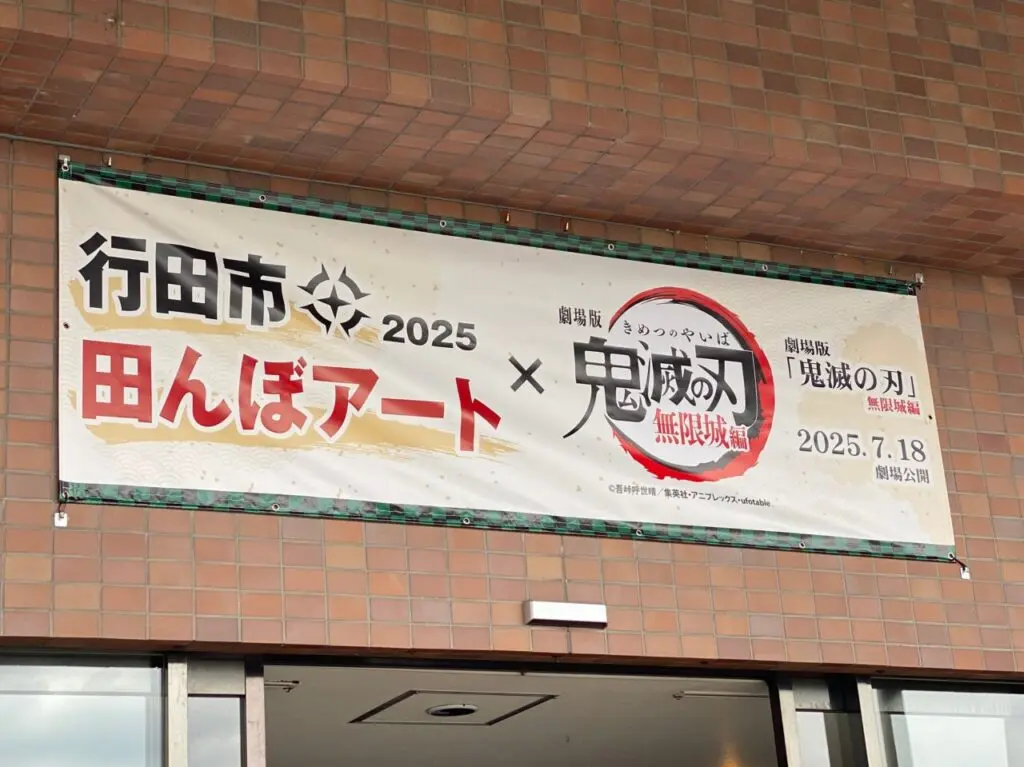 行田市 2025
田んぼアート
×
劇場版
きめつのやいば
鬼滅の刃
無限城編
©吾峠呼世晴／集英社・アニプレックス・ufotable
劇場版
「鬼滅の刃」
無限城編
2025.7.18
劇場公開